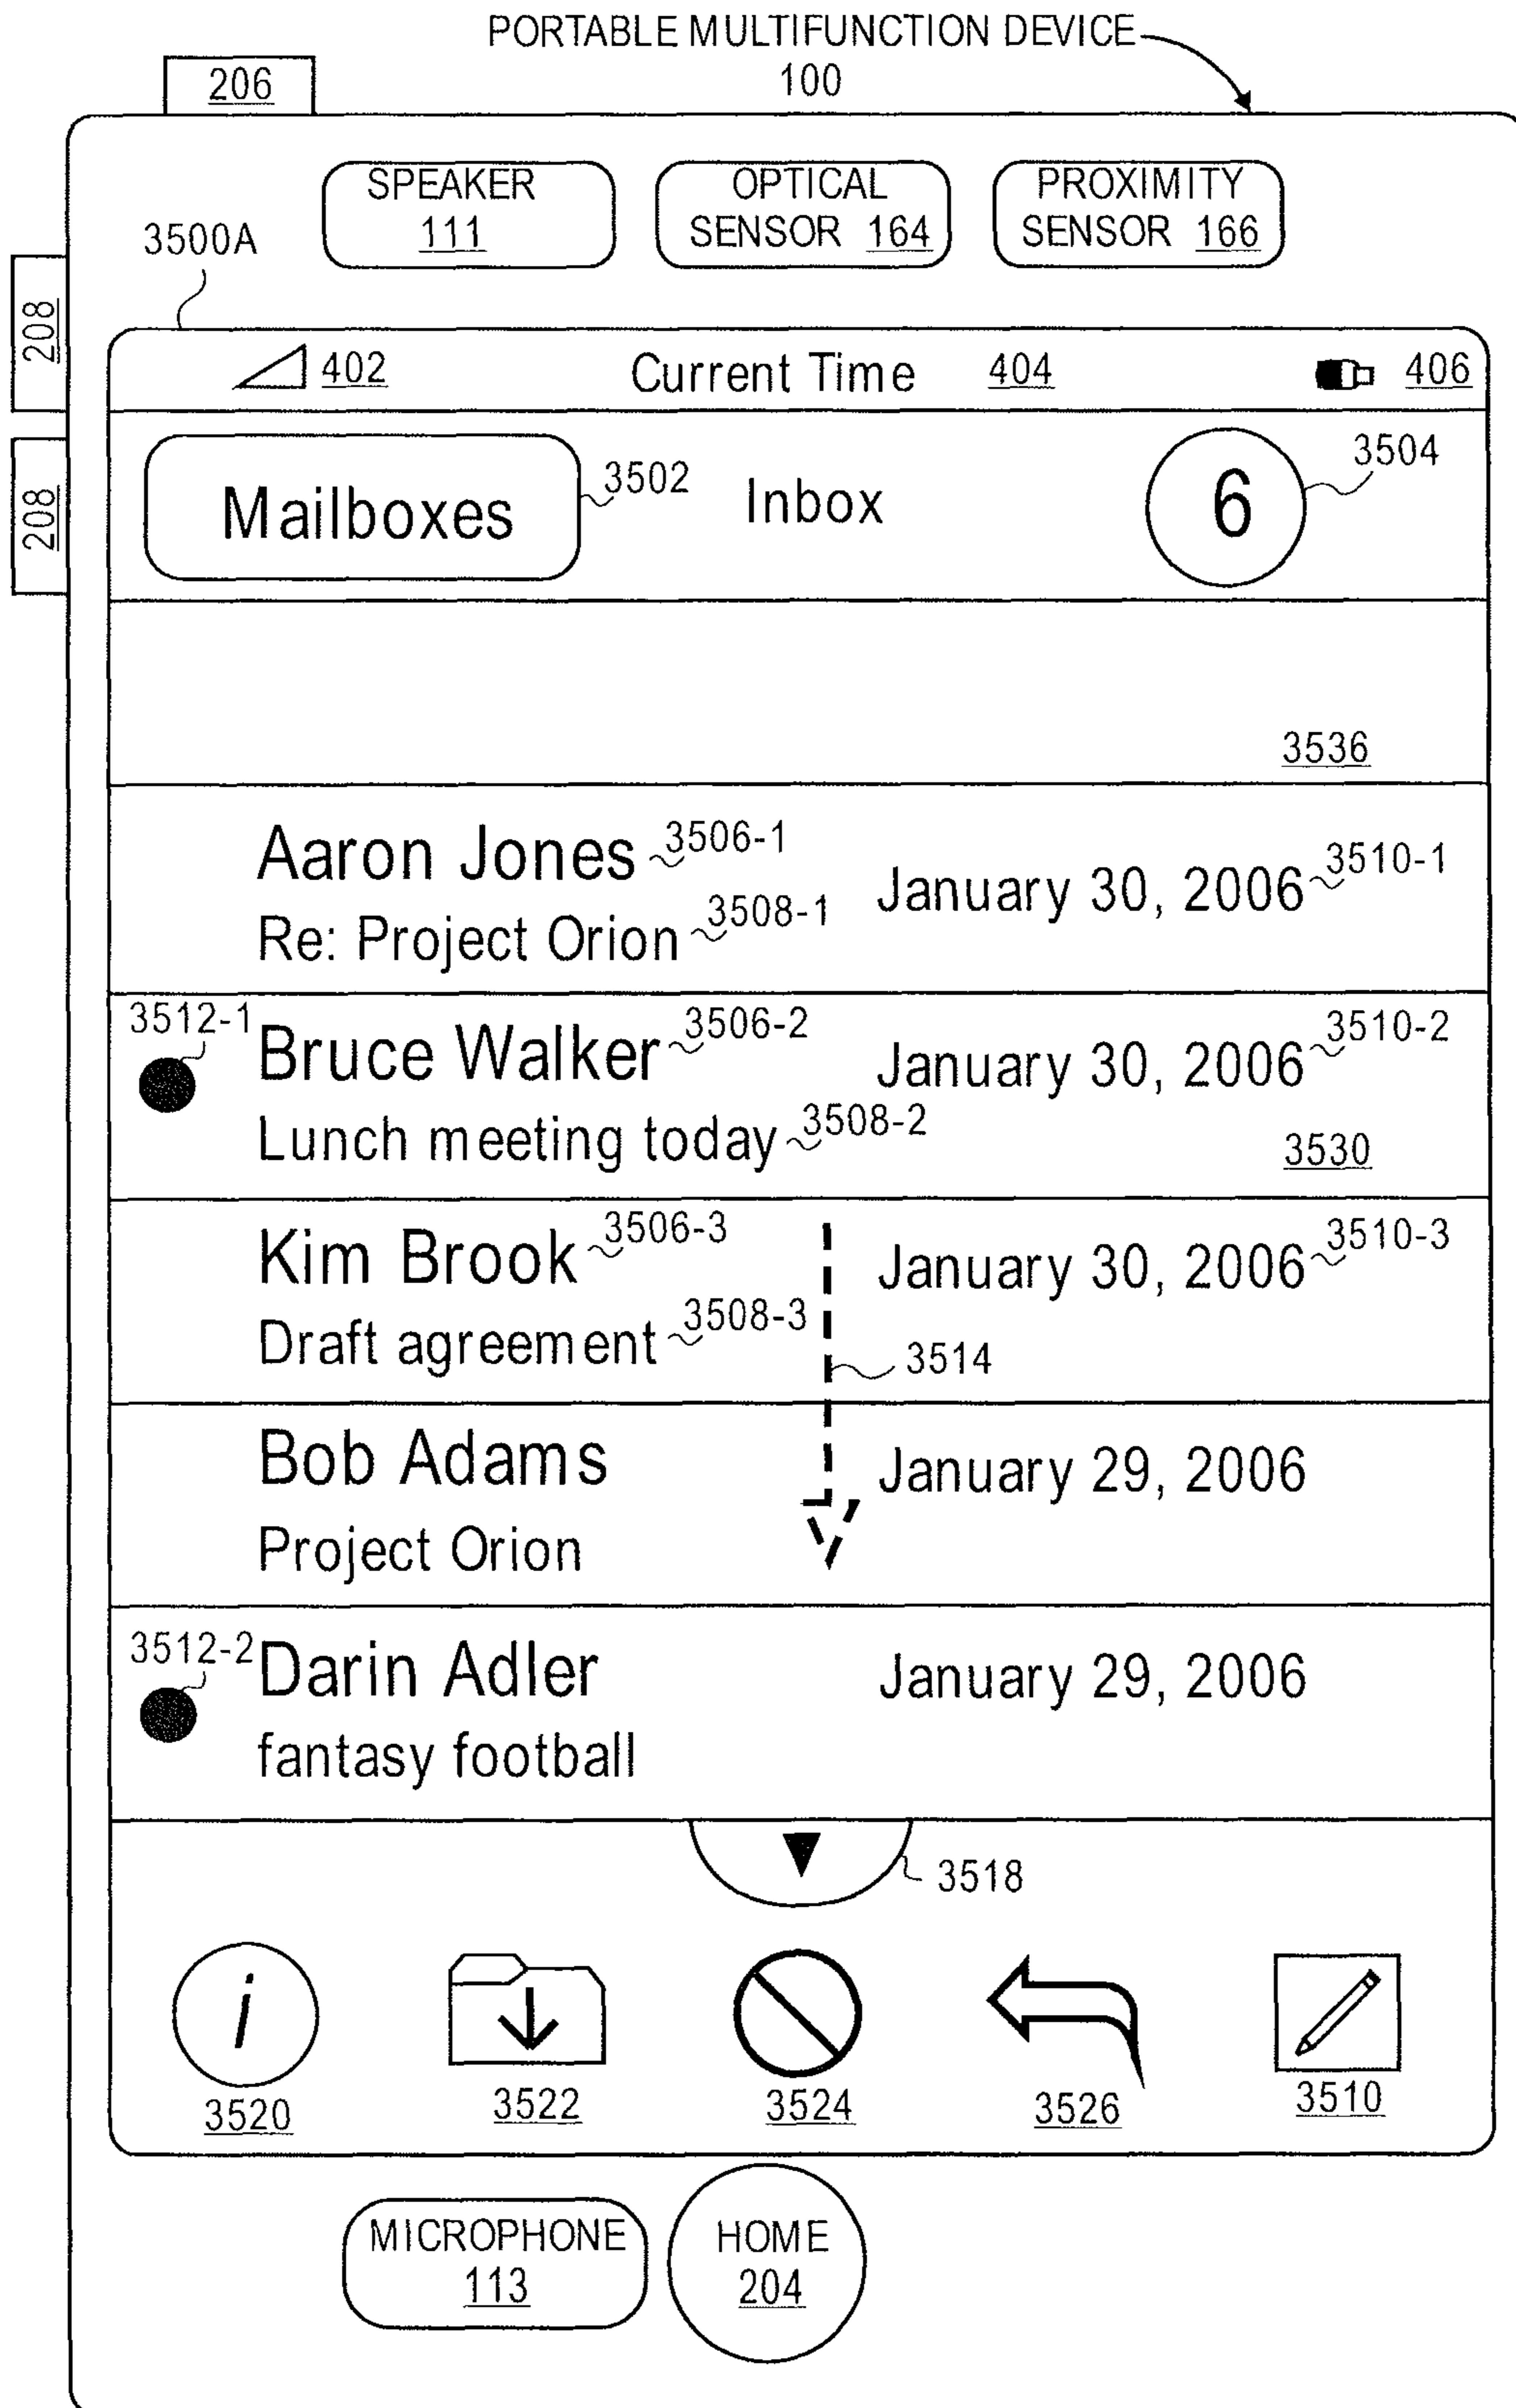 PORTABLE MULTIFUNCTION DEVICE
100
206
SPEAKER
111
OPTICAL
SENSOR 164
PROXIMITY
SENSOR 166
3500A
208
208
402 Current Time 404 406
Mailboxes 3502 Inbox 6 3504
3536
Aaron Jones 3506-1
January 30, 2006 3510-1
Re: Project Orion 3508-1
3512-1
Bruce Walker 3506-2 January 30, 2006 3510-2
Lunch meeting today 3508-2
3530
Kim Brook 3506-3 January 30, 2006 3510-3
Draft agreement 3508-3
3514
Bob Adams January 29, 2006
Project Orion
3512-2
Darin Adler January 29, 2006
fantasy football
3518
i
3520 3522 3524 3526 3510
MICROPHONE
113
HOME
204